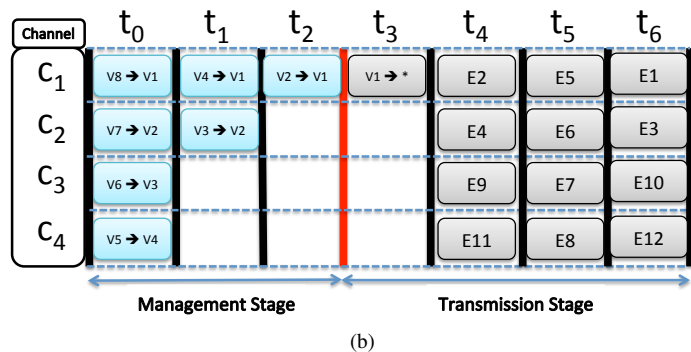 Channel t0 t1 t2 t3 t4 t5 t6
c1 V8 ➔ V1 V4 ➔ V1 V2 ➔ V1 V1 ➔ * E2 E5 E1
c2 V7 ➔ V2 V3 ➔ V2 E4 E6 E3
c3 V6 ➔ V3 E9 E7 E10
c4 V5 ➔ V4 E11 E8 E12
Management Stage Transmission Stage
(b)